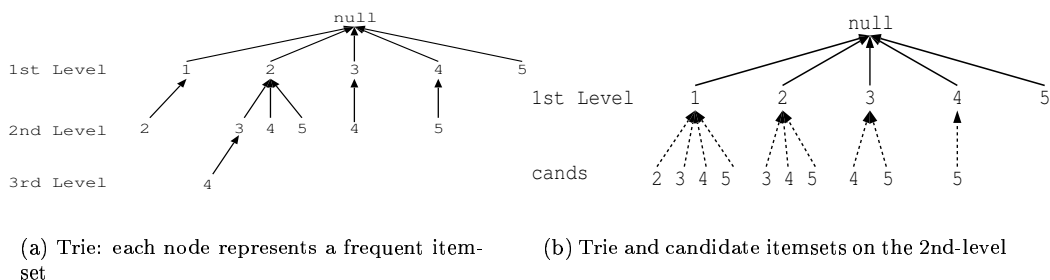 null
1st Level 1 2 3 4 5
2nd Level 2 3 4 5 4 5
3rd Level 4
(a) Trie: each node represents a frequent item-
set
null
1st Level 1 2 3 4 5
cands 2 3 4 5 3 4 5 4 5 5
(b) Trie and candidate itemsets on the 2nd-level